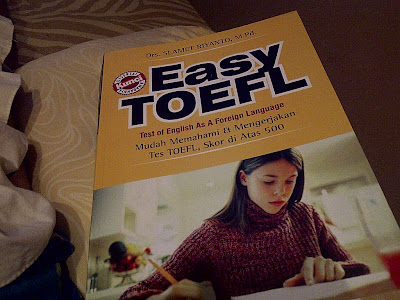 Drs. SLAMET RIYANTO, M.Pd.
Easy
Kunci
TOEFL
Test of English As A Foreign Language
Mudah Memahami & Mengerjakan
Tes TOEFL, Skor di Atas 500